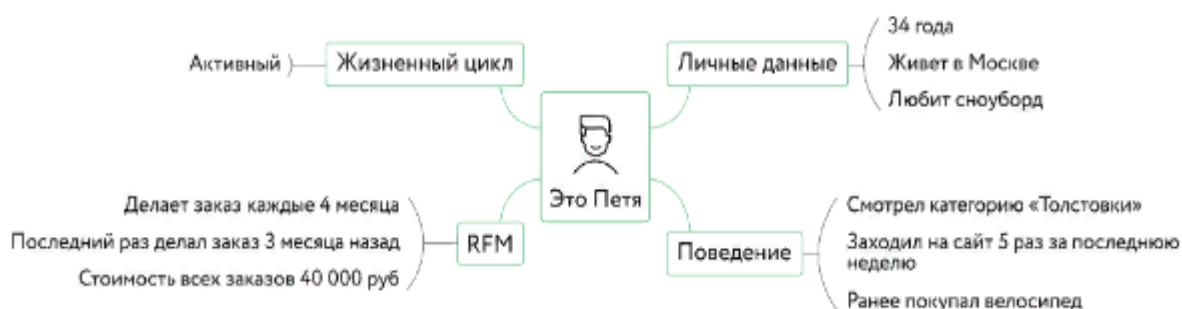 Активный
Жизненный цикл
Личные данные
34 года
Живет в Москве
Любит сноуборд
Это Петя
Делает заказ каждые 4 месяца
Последний раз делал заказ 3 месяца назад
Стоимость всех заказов 40 000 руб
RFM
Поведение
Смотрел категорию «Толстовки»
Заходил на сайт 5 раз за последнюю
неделю
Ранее покупал велосипед